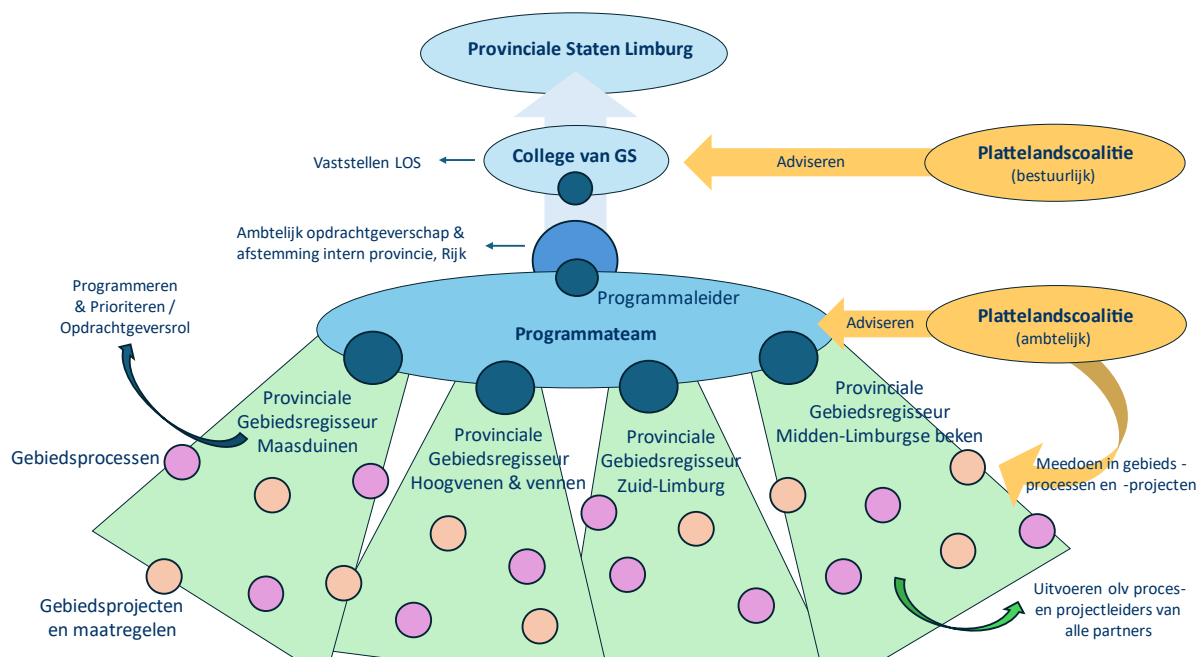 Provinciale Staten Limburg
College van GS
Vaststellen LOS
Adviseren
Plattelandscoalitie
(bestuurlijk)
Ambtelijk opdrachtgeverschap &
afstemming intern provincie, Rijk
Programmeren
& Prioriteren /
Opdrachtgeversrol
Programmaleider
Programmateam
Adviseren
Plattelandscoalitie
(ambtelijk)
Provinciale
Gebiedsregisseur
Maasduinen
Provinciale
Gebiedsregisseur
Hoogvenen & vennen
Provinciale
Gebiedsregisseur
Zuid-Limburg
Provinciale
Gebiedsregisseur
Midden-Limburgse beken
Gebiedsprocessen
Meedoen in gebieds -
processen en -projecten
Gebiedsprojecten
en maatregelen
Uitvoeren olv proces-
en projectleiders van
alle partners